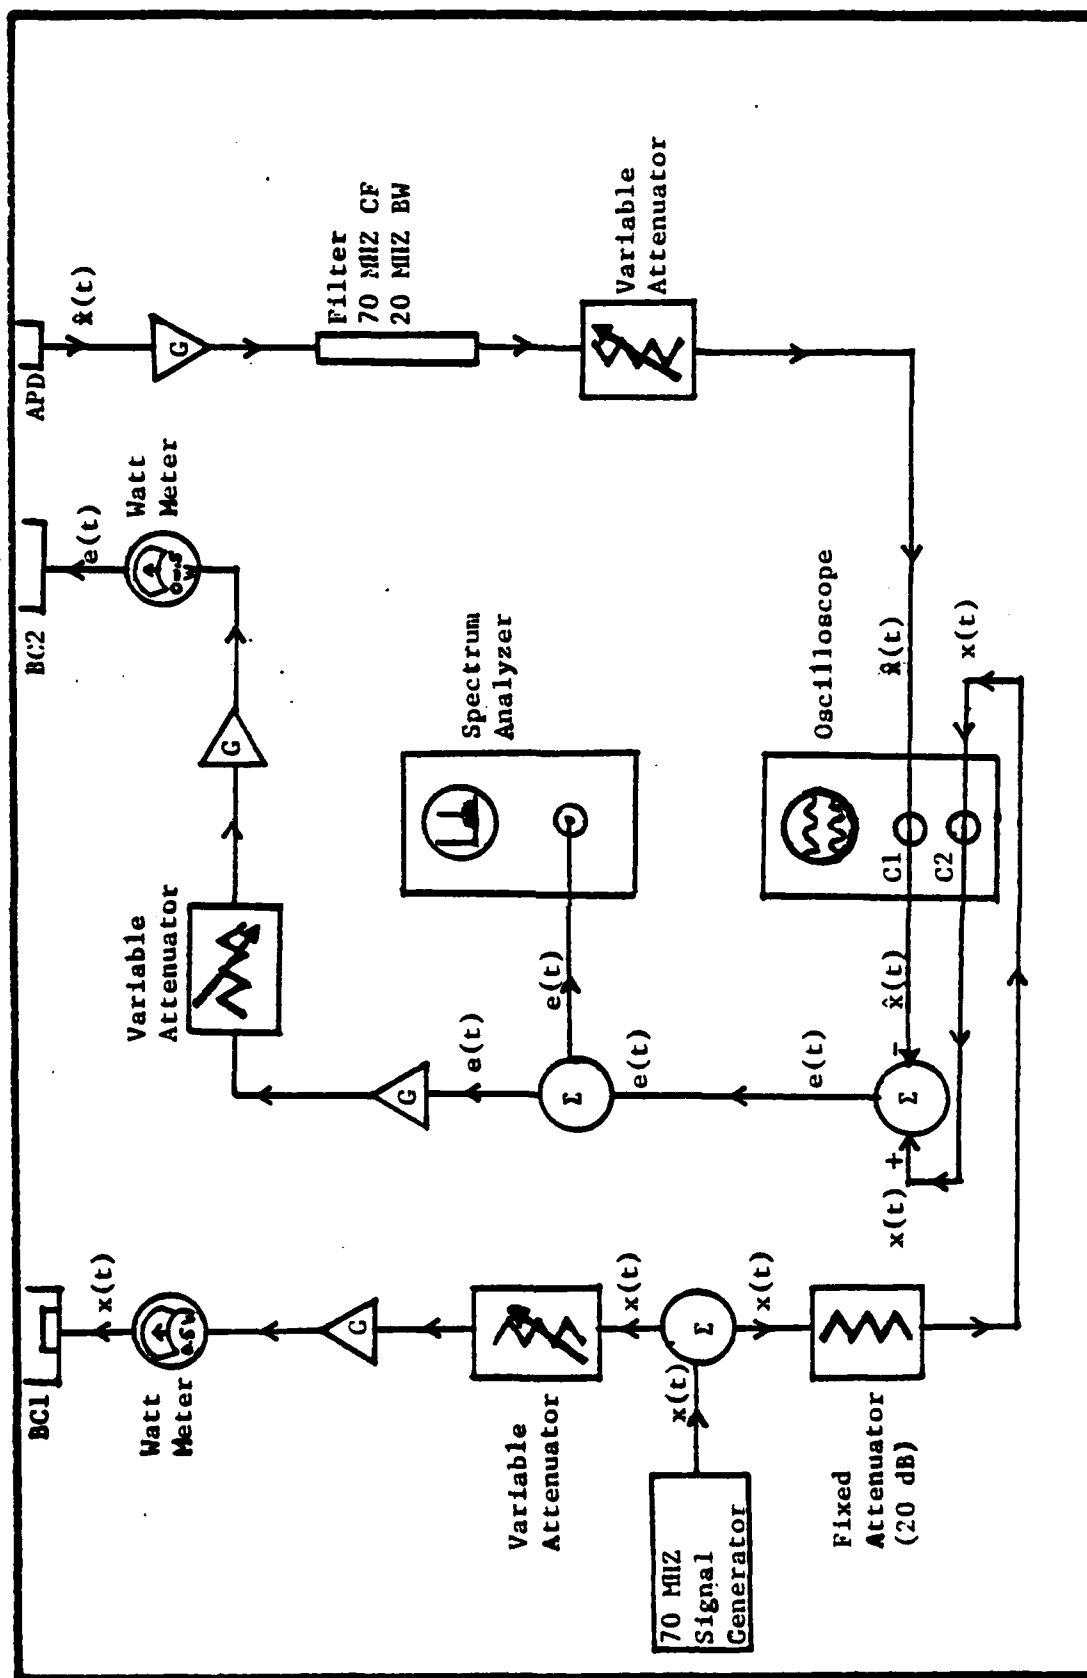 BC1
x(t)
Watt
Meter
G
Variable
Attenuator
x(t)
Σ
x(t)
x(t)
70 MHZ
Signal
Generator
Fixed
Attenuator
(20 dB)
BC2
e(t)
Watt
Meter
G
Variable
Attenuator
G
e(t)
Σ
e(t)
e(t)
e(t)
Spectrum
Analyzer
Σ
x(t) +
-
x̂(t)
C1
C2
Oscilloscope
x̂(t)
x(t)
APD
x̂(t)
G
Filter
70 MHZ CF
20 MHZ BW
Variable
Attenuator